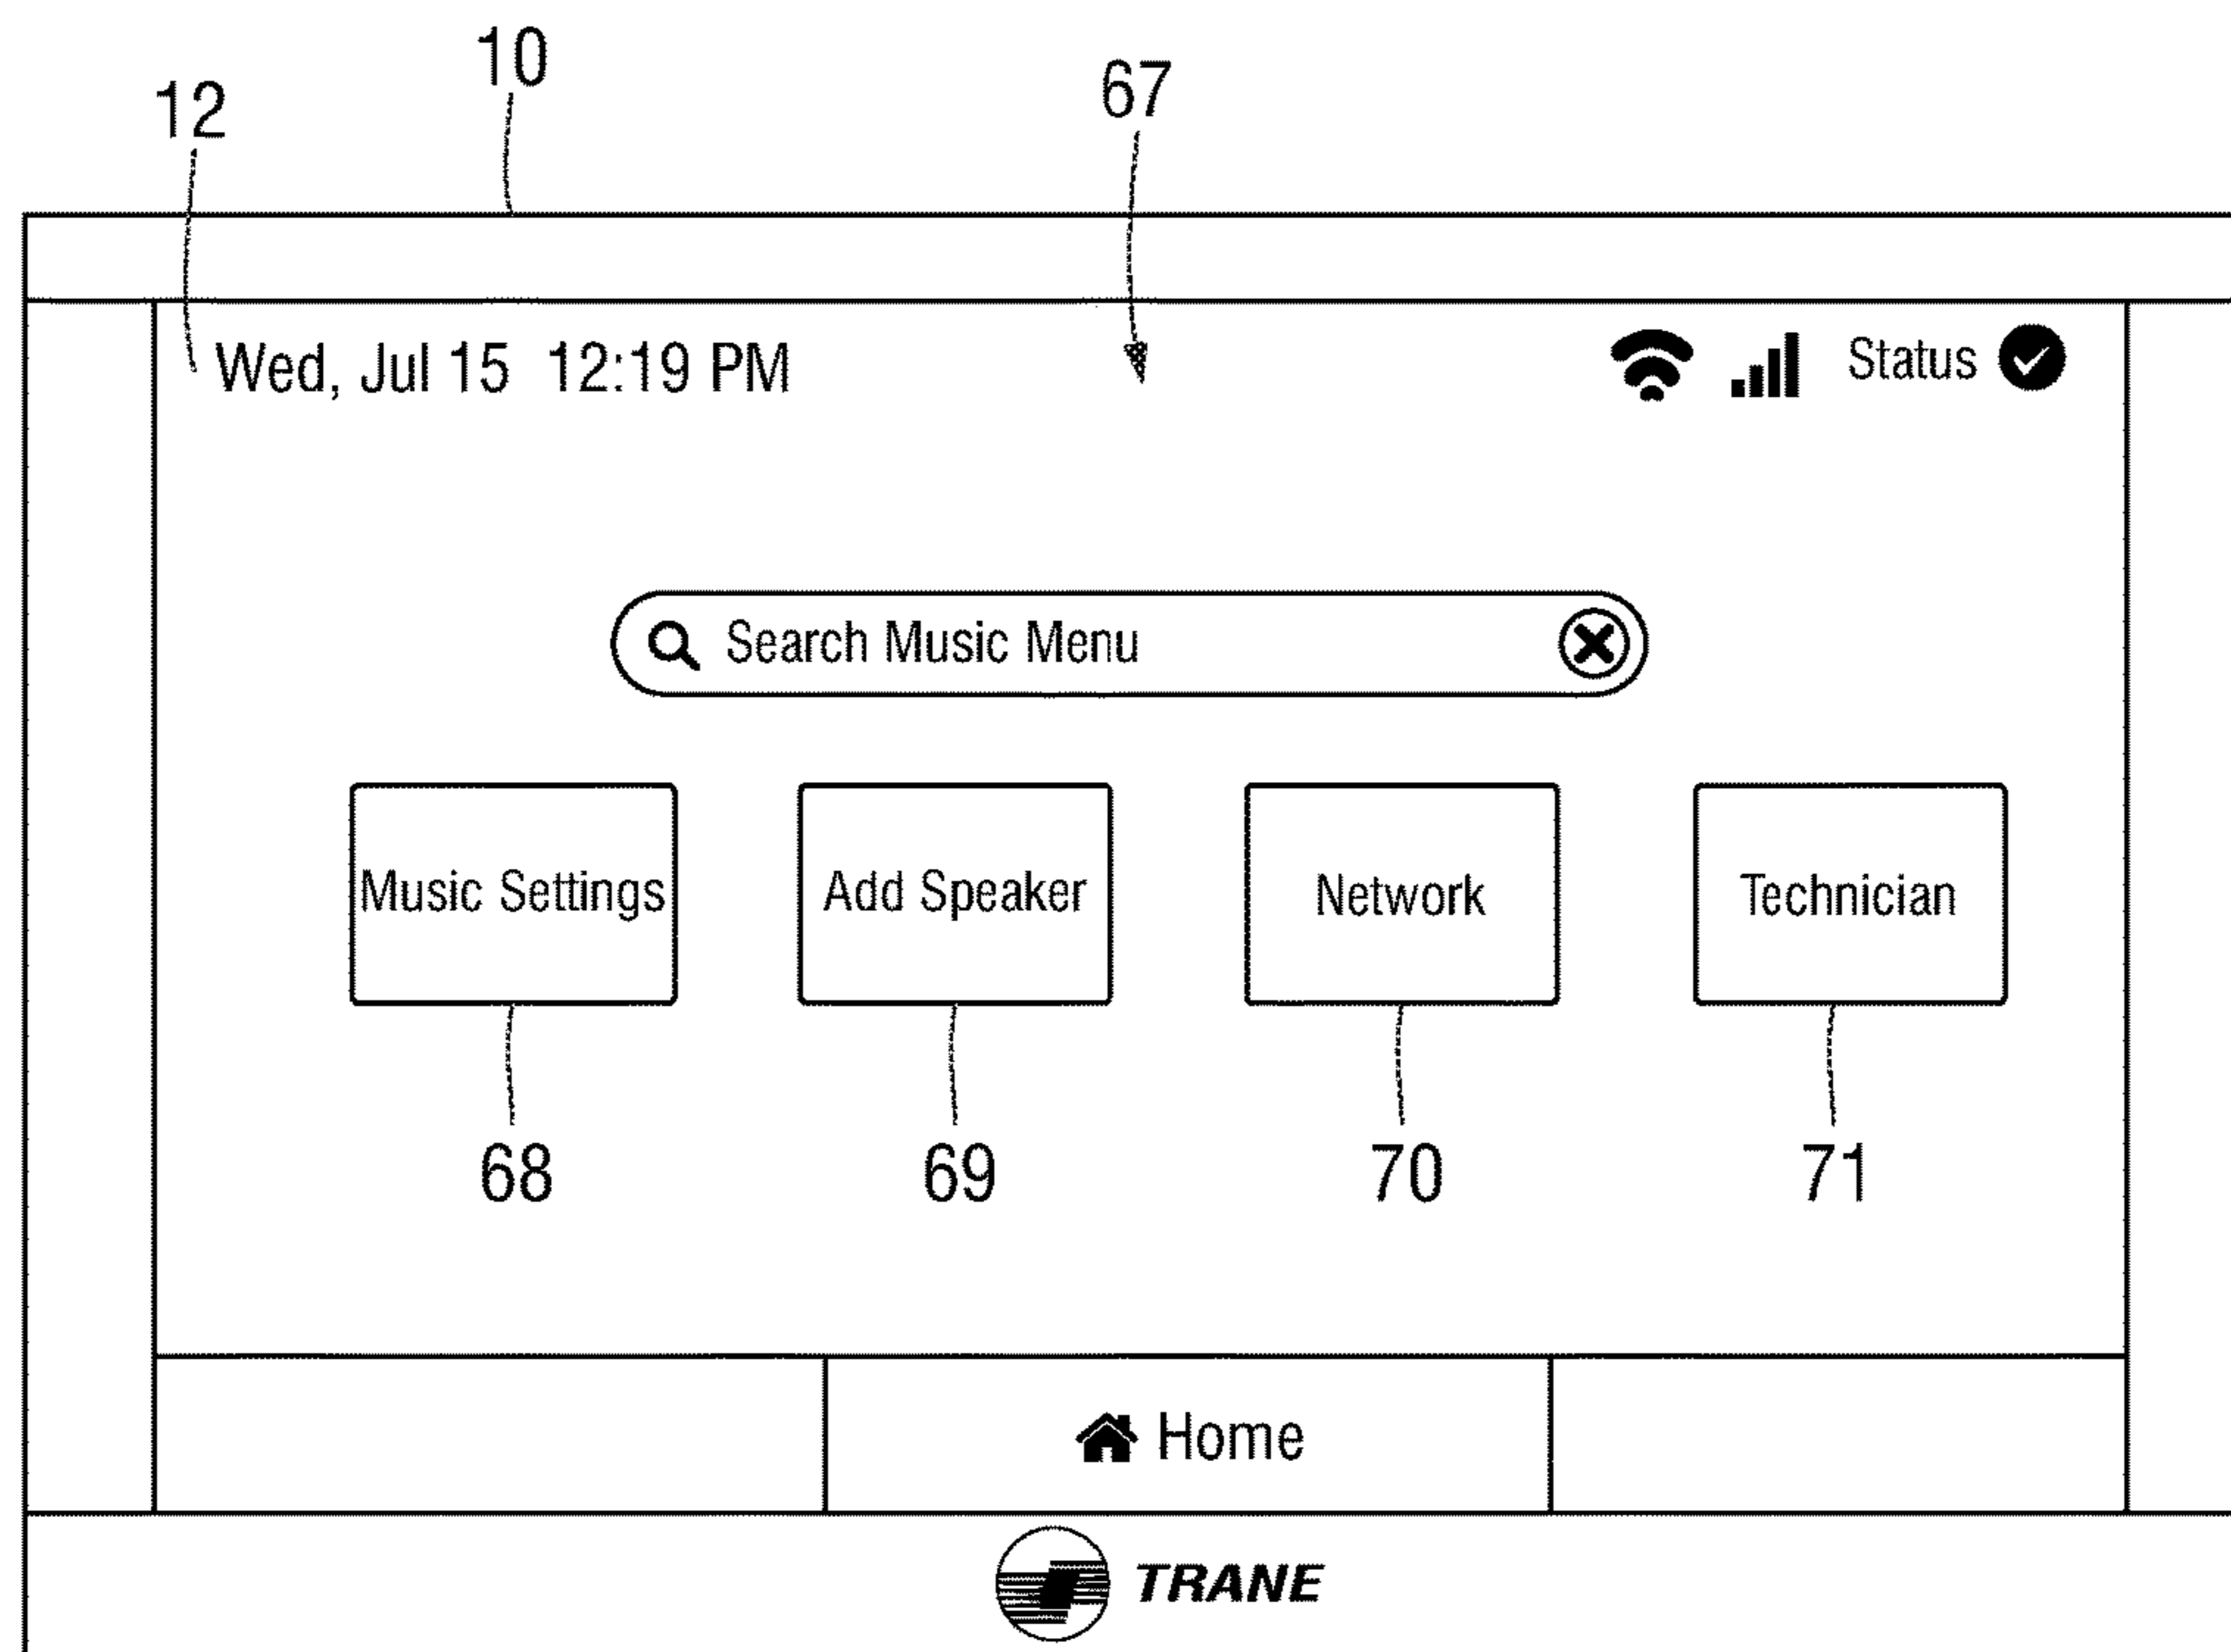 10
12
67
Wed, Jul 15 12:19 PM
Status
Search Music Menu
Music Settings
Add Speaker
Network
Technician
68
69
70
71
Home
TRANE